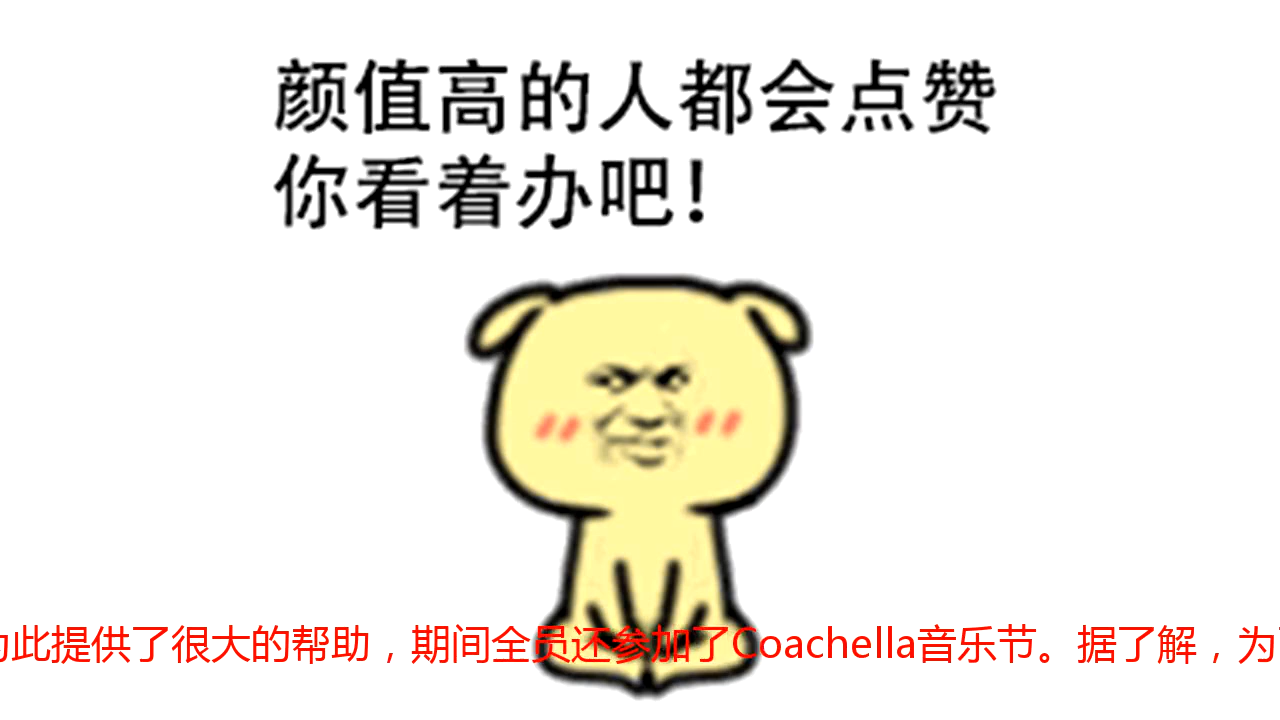 颜值高的人都会点赞
你看着办吧！
为此提供了很大的帮助，期间全员还参加了Coachella音乐节。据了解，为